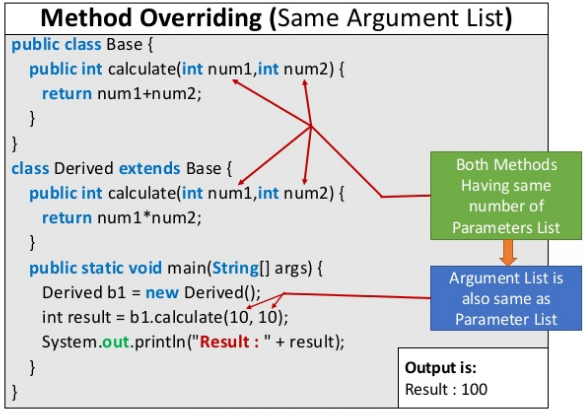 Method Overriding (Same Argument List)
public class Base {
public int calculate(int num1,int num2) {
return num1+num2;
}
}
class Derived extends Base {
public int calculate(int num1,int num2) {
return num1*num2;
}
public static void main(String[] args) {
Derived b1 = new Derived();
int result = b1.calculate(10, 10);
System.out.println("Result : " + result);
}
}
Both Methods
Having same
number of
Parameters List
Argument List is
also same as
Parameter List
Output is:
Result : 100